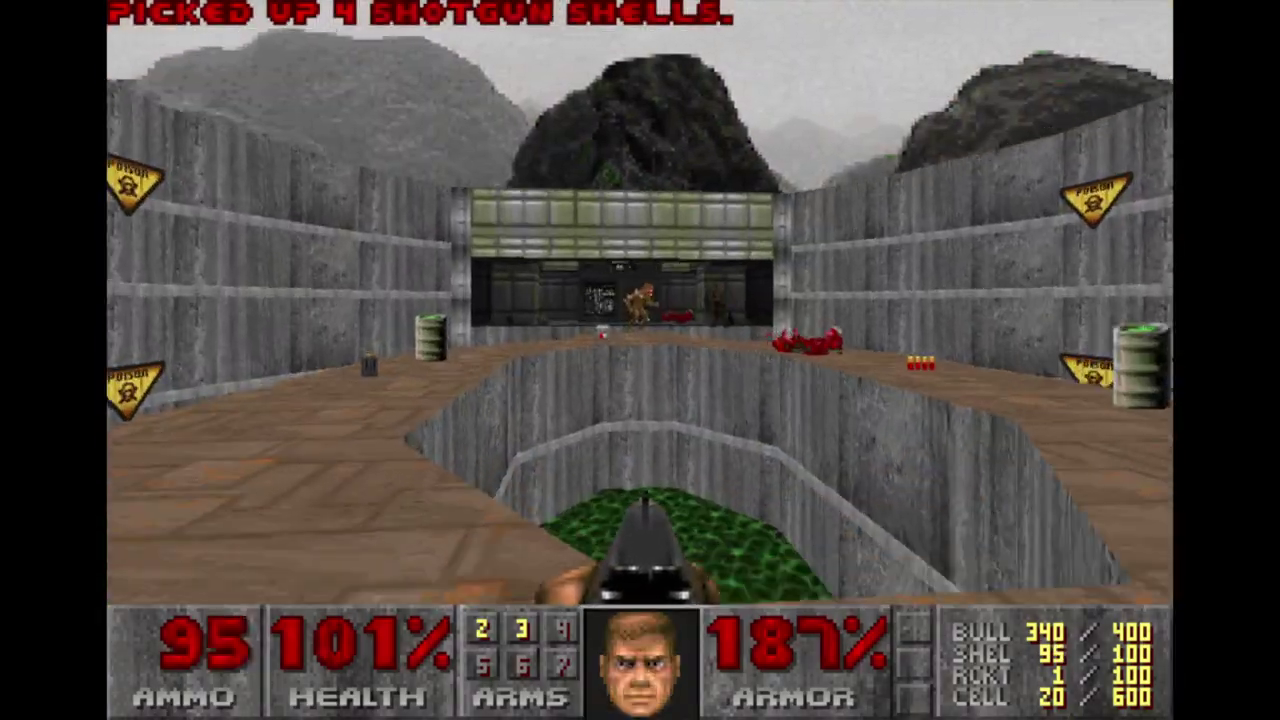 PICKED UP 4 SHOTGUN SHELLS.
POISON
POISON
POISON
POISON
95 101% 2 3 4 187% BULL 340 / 400
5 6 7 SHEL 95 / 100
RCKT 1 / 100
AMMO HEALTH ARMS ARMOR CELL 20 / 600